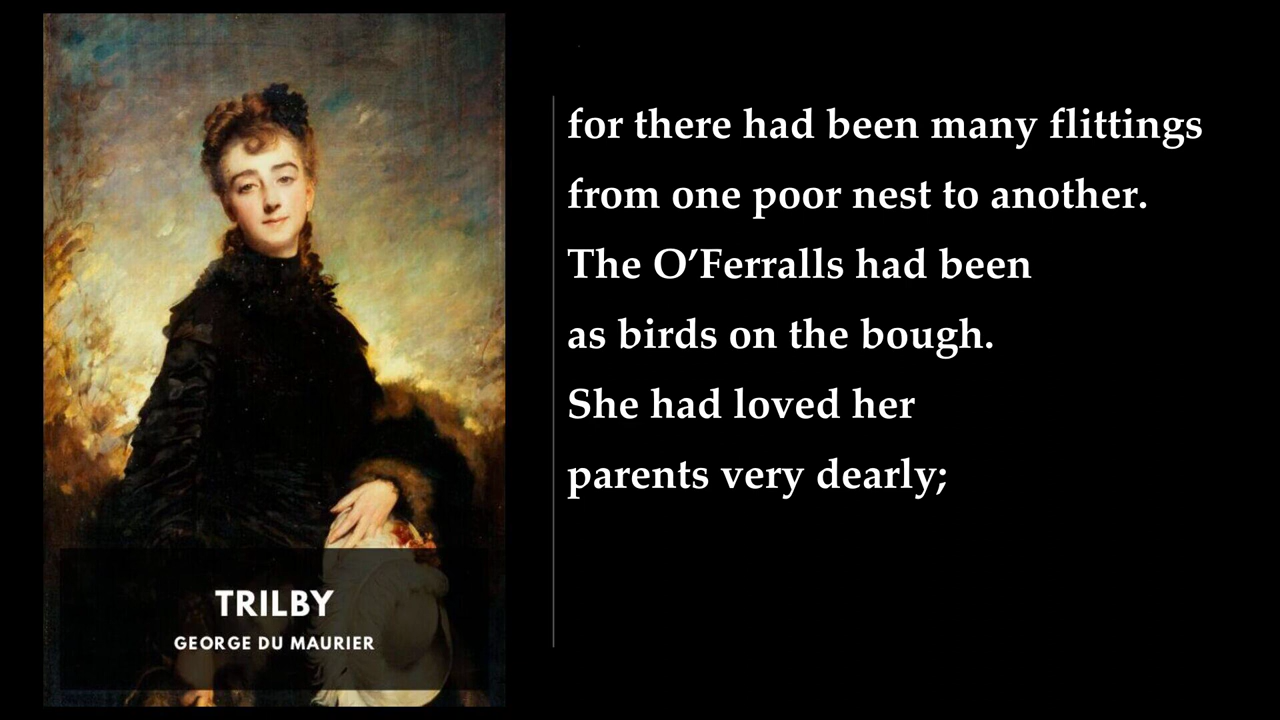 for there had been many flittings
from one poor nest to another.
The O’Ferralls had been
as birds on the bough.
She had loved her
parents very dearly;
TRILBY
GEORGE DU MAURIER